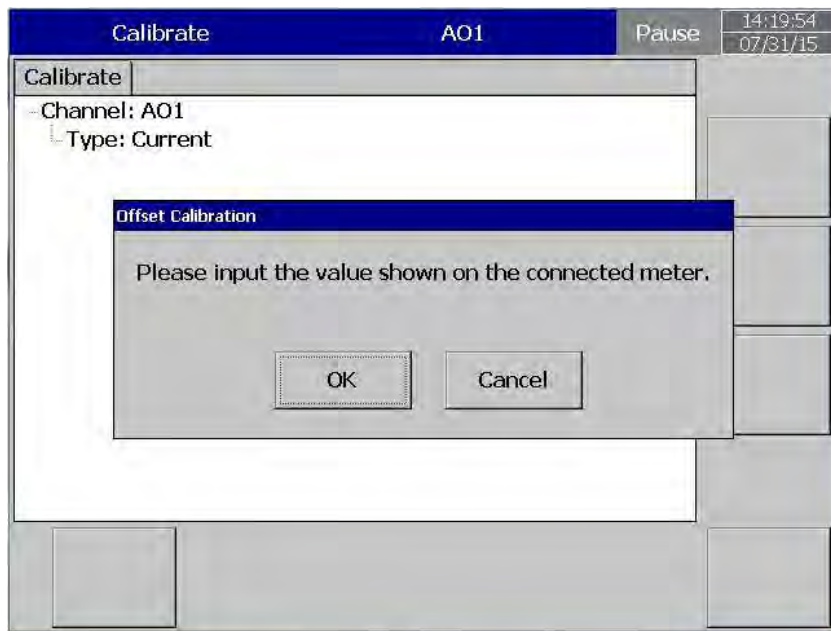 Calibrate AO1 Pause 14:19:54
07/31/15
Calibrate
Channel: AO1
Type: Current
Offset Calibration
Please input the value shown on the connected meter.
OK Cancel